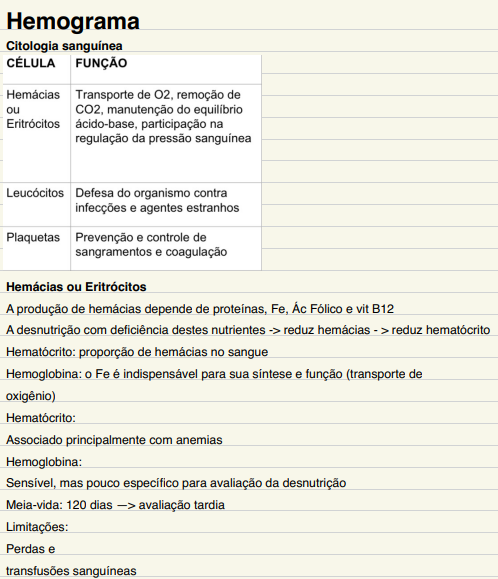 Hemograma
Citologia sanguínea
CÉLULA FUNÇÃO
Hemácias ou Eritrócitos Transporte de O2, remoção de
CO2, manutenção do equilíbrio
ácido-base, participação na
regulação da pressão sanguínea
Leucócitos Defesa do organismo contra
infecções e agentes estranhos
Plaquetas Prevenção e controle de
sangramentos e coagulação
Hemácias ou Eritrócitos
A produção de hemácias depende de proteínas, Fe, Ác Fólico e vit B12
A desnutrição com deficiência destes nutrientes -> reduz hemácias - > reduz hematócrito
Hematócrito: proporção de hemácias no sangue
Hemoglobina: o Fe é indispensável para sua síntese e função (transporte de
oxigênio)
Hematócrito:
Associado principalmente com anemias
Hemoglobina:
Sensível, mas pouco específico para avaliação da desnutrição
Meia-vida: 120 dias —> avaliação tardia
Limitações:
Perdas e
transfusões sanguíneas